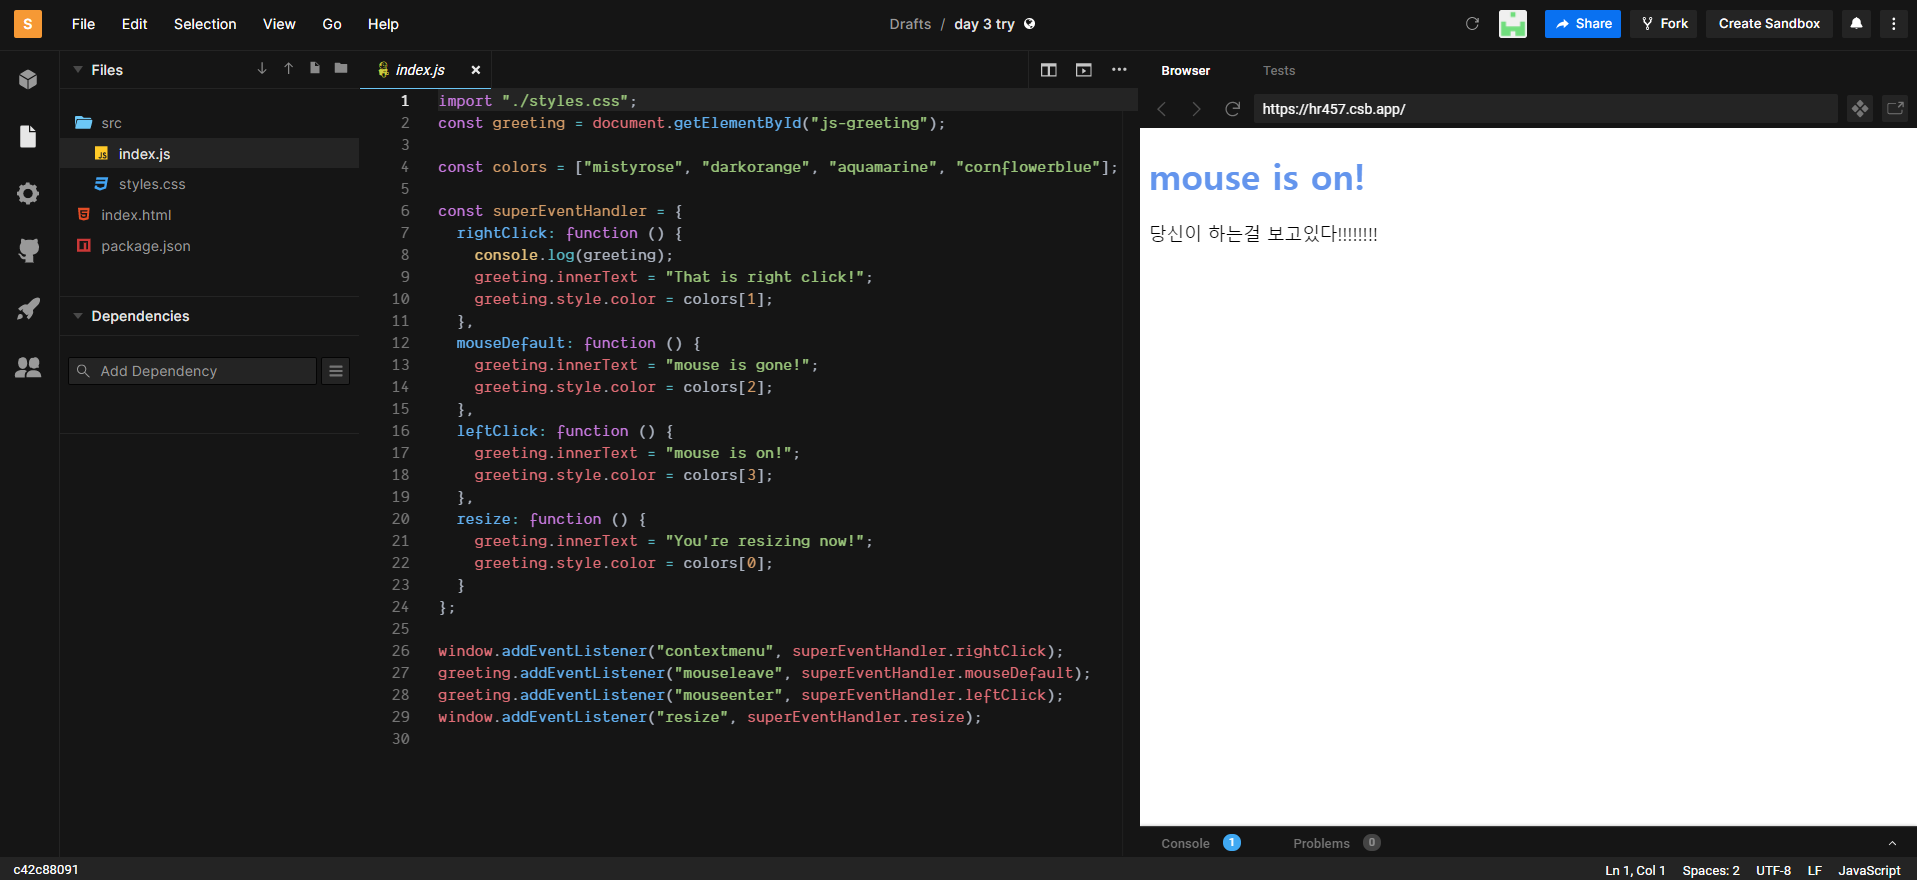 S File Edit Selection View Go Help Drafts / day 3 try Share Fork Create Sandbox
Files
src
index.js
styles.css
index.html
package.json
Dependencies
Add Dependency
index.js
1 import "./styles.css";
2 const greeting = document.getElementById("js-greeting");
3
4 const colors = ["mistyrose", "darkorange", "aquamarine", "cornflowerblue"];
5
6 const superEventHandler = {
7 rightClick: function () {
8 console.log(greeting);
9 greeting.innerText = "That is right click!";
10 greeting.style.color = colors[1];
11 },
12 mouseDefault: function () {
13 greeting.innerText = "mouse is gone!";
14 greeting.style.color = colors[2];
15 },
16 leftClick: function () {
17 greeting.innerText = "mouse is on!";
18 greeting.style.color = colors[3];
19 },
20 resize: function () {
21 greeting.innerText = "You're resizing now!";
22 greeting.style.color = colors[0];
23 }
24 };
25
26 window.addEventListener("contextmenu", superEventHandler.rightClick);
27 greeting.addEventListener("mouseleave", superEventHandler.mouseDefault);
28 greeting.addEventListener("mouseenter", superEventHandler.leftClick);
29 window.addEventListener("resize", superEventHandler.resize);
30
Browser Tests
https://hr457.csb.app/
mouse is on!
당신이 하는걸 보고있다!!!!!!!!
Console 1 Problems 0
c42c88091 Ln 1, Col 1 Spaces: 2 UTF-8 LF JavaScript